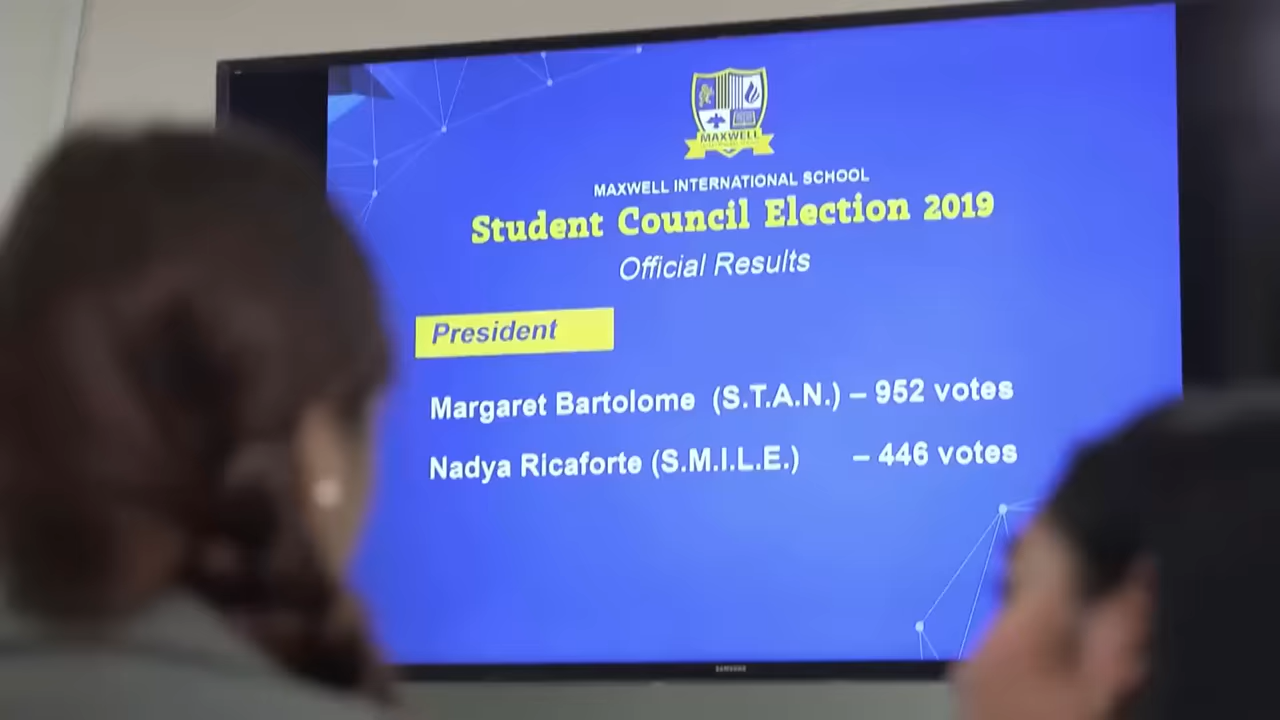 MAXWELL
MAXWELL INTERNATIONAL SCHOOL
Student Council Election 2019
Official Results
President
Margaret Bartolome (S.T.A.N.) – 952 votes
Nadya Ricaforte (S.M.I.L.E.) – 446 votes
SAMSUNG